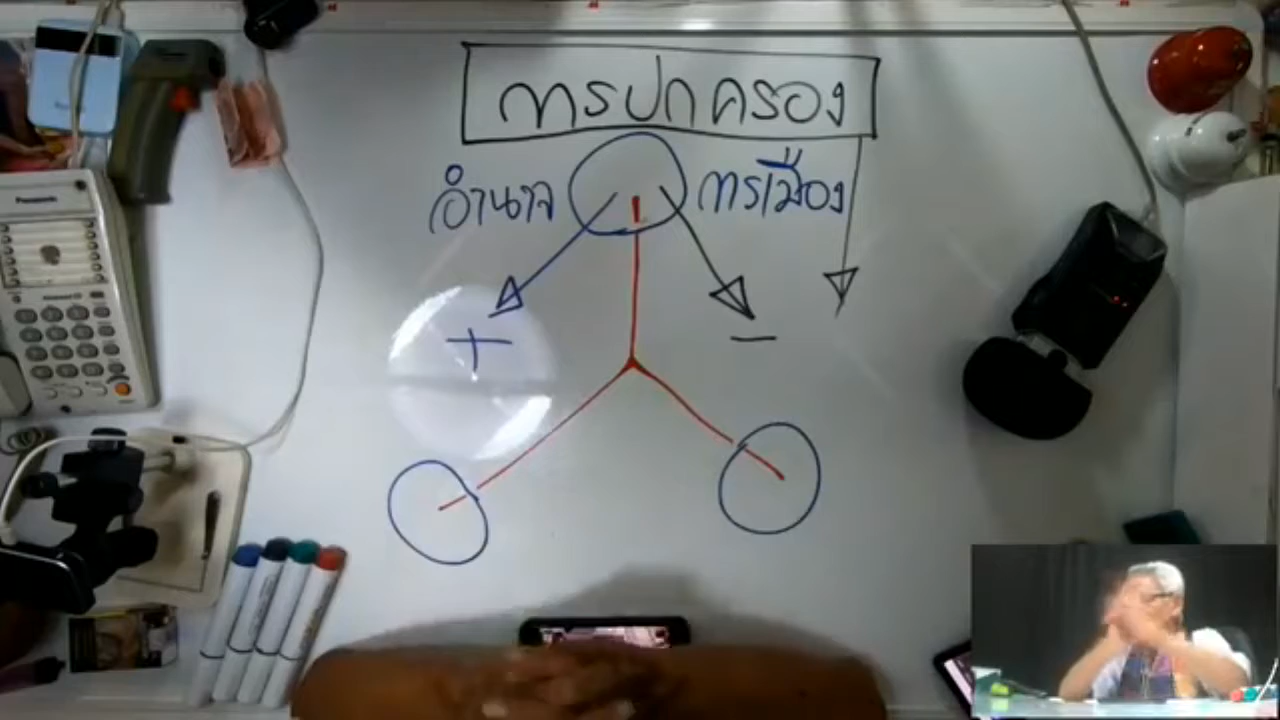 การปกครอง
อำนาจ การเมือง
+ −
Panasonic